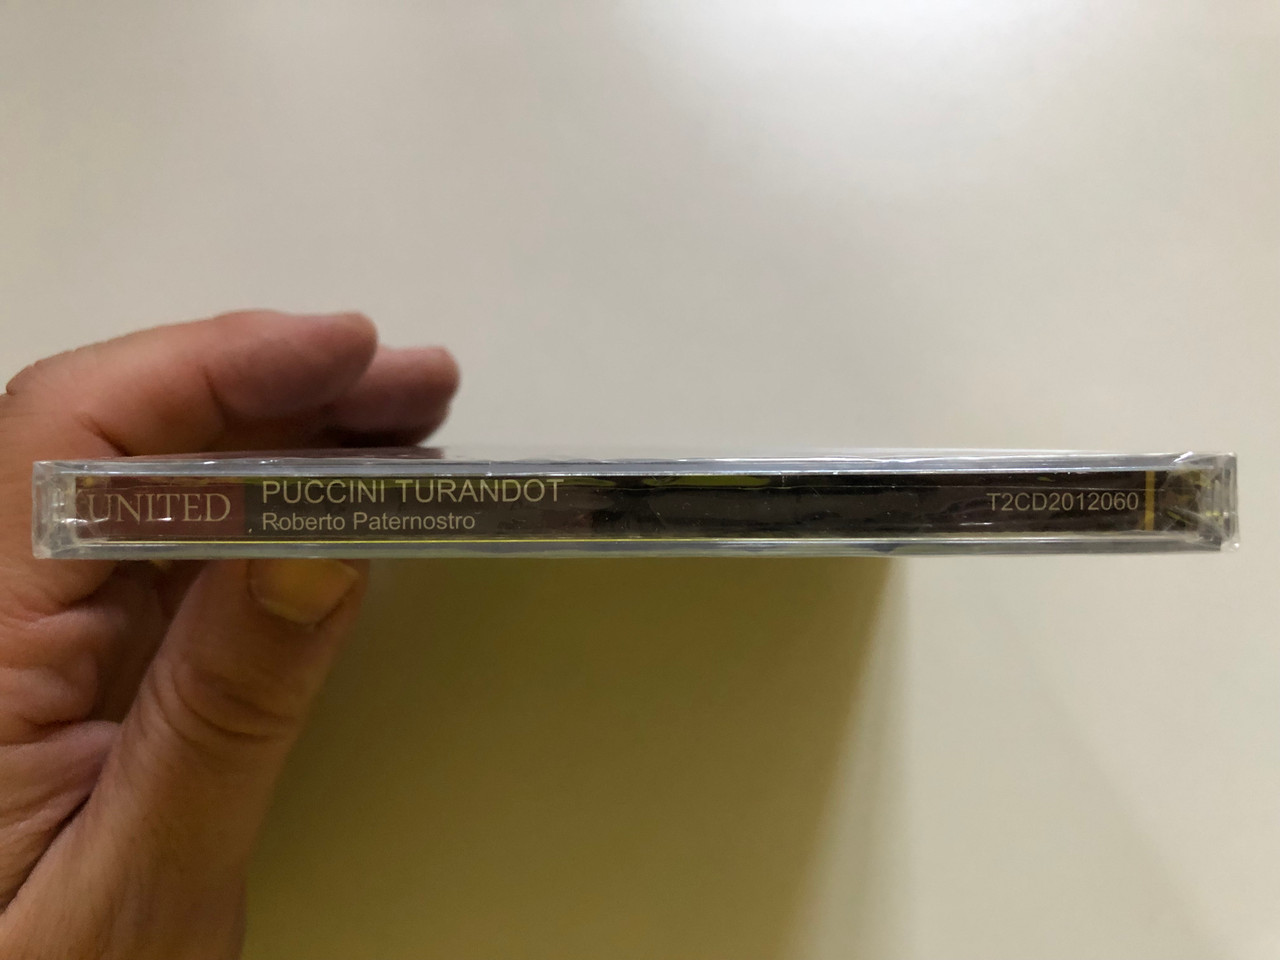 UNITED
PUCCINI TURANDOT
Roberto Paternostro
T2CD2012060